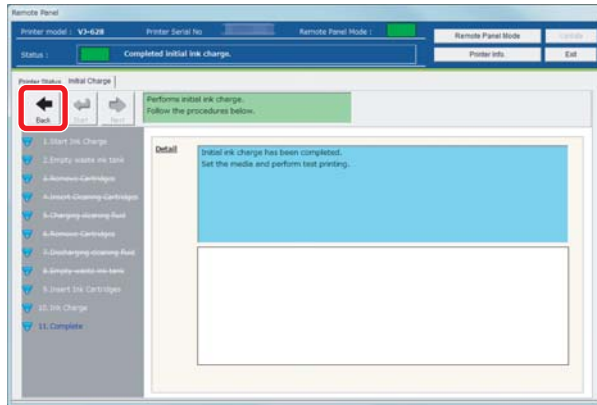 Remote Panel
Printer model : VJ-628 Printer Serial No Remote Panel Mode :
Remote Panel Mode Update
Status : Completed initial ink charge.
Printer Info. Exit
Printer Status Initial Charge
Back Start Next
Performs initial ink charge.
Follow the procedures below.
1.Start Ink Charge
2.Empty waste ink tank
3.Remove Cartridges
4.Insert Cleaning Cartridges
5.Charging cleaning fluid
6.Remove Cartridges
7.Discharging cleaning fluid
8.Empty waste ink tank
9.Insert Ink Cartridges
10. Ink Charge
11. Complete
Detail
Initial ink charge has been completed.
Set the media and perform test printing.